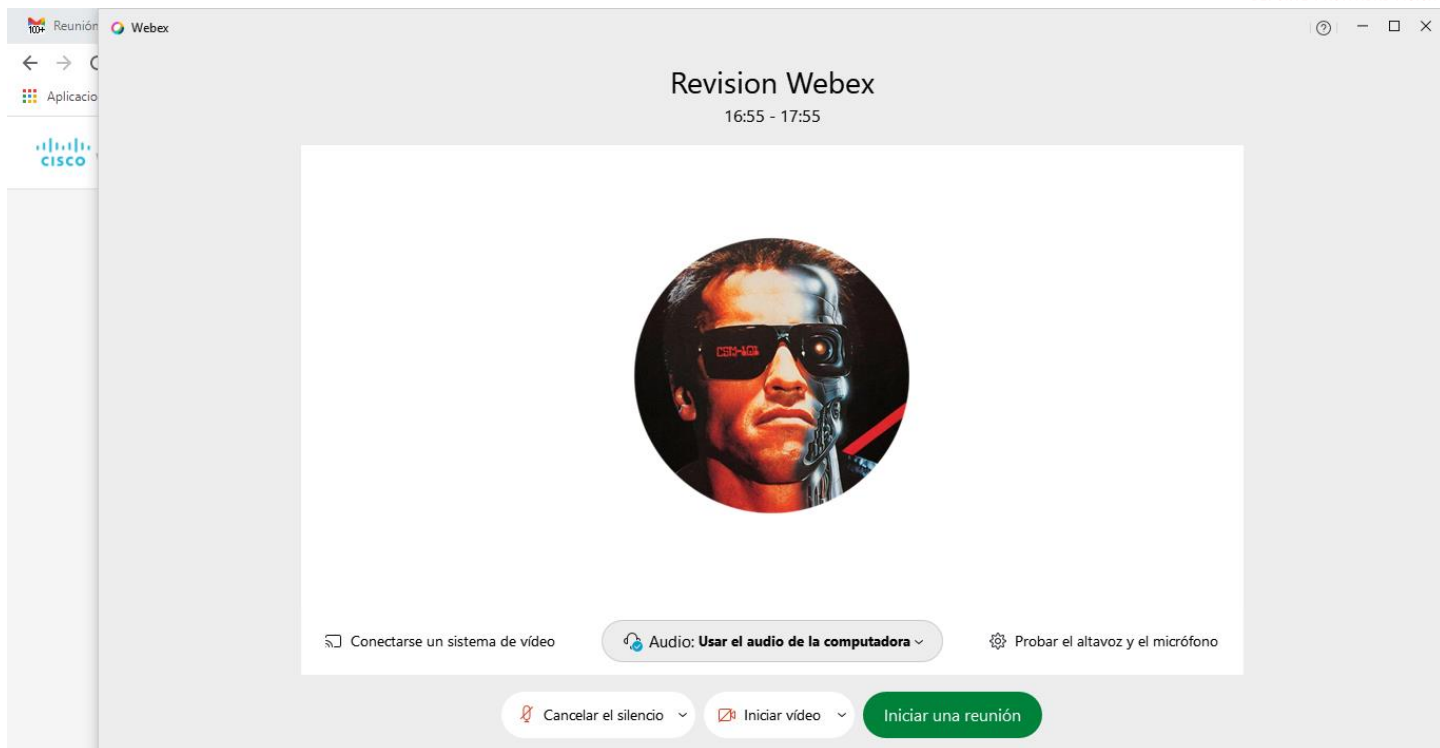 100+ Reunión
Webex
Aplicacio
CISCO
Revision Webex
16:55 - 17:55
Conectarse un sistema de vídeo
Audio: Usar el audio de la computadora
Probar el altavoz y el micrófono
Cancelar el silencio
Iniciar vídeo
Iniciar una reunión